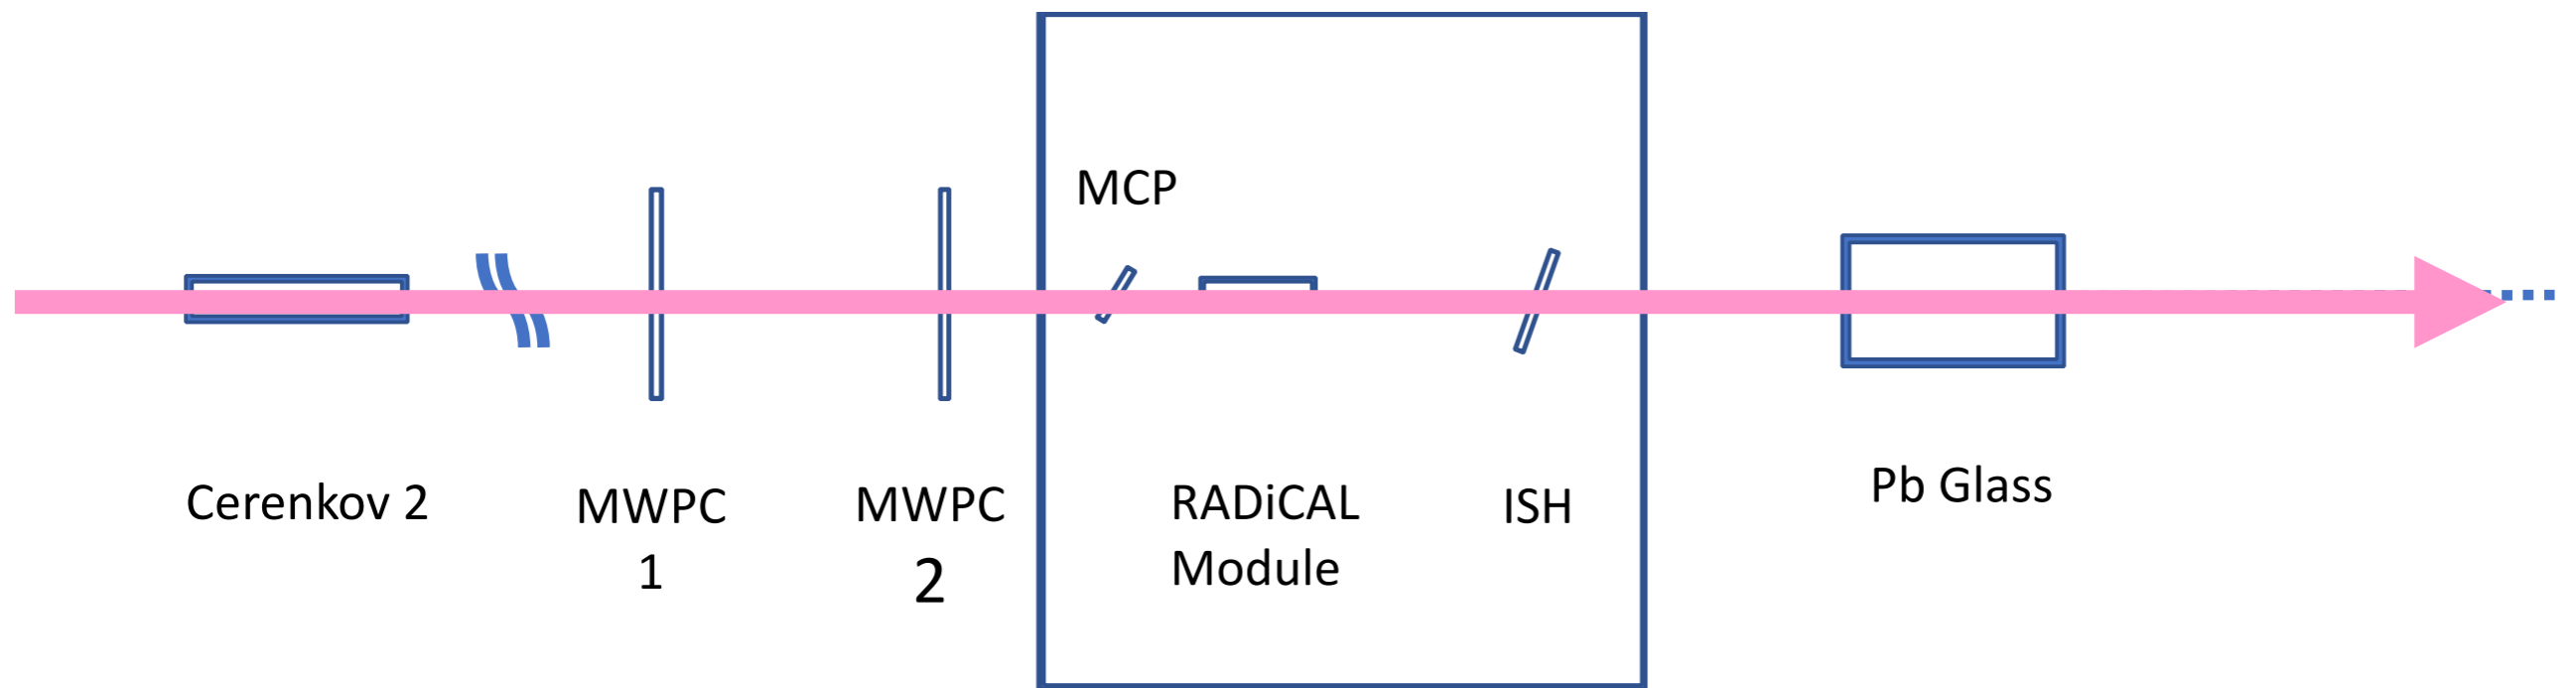 MCP
Cerenkov 2
MWPC
1
MWPC
2
RADiCAL
Module
ISH
Pb Glass